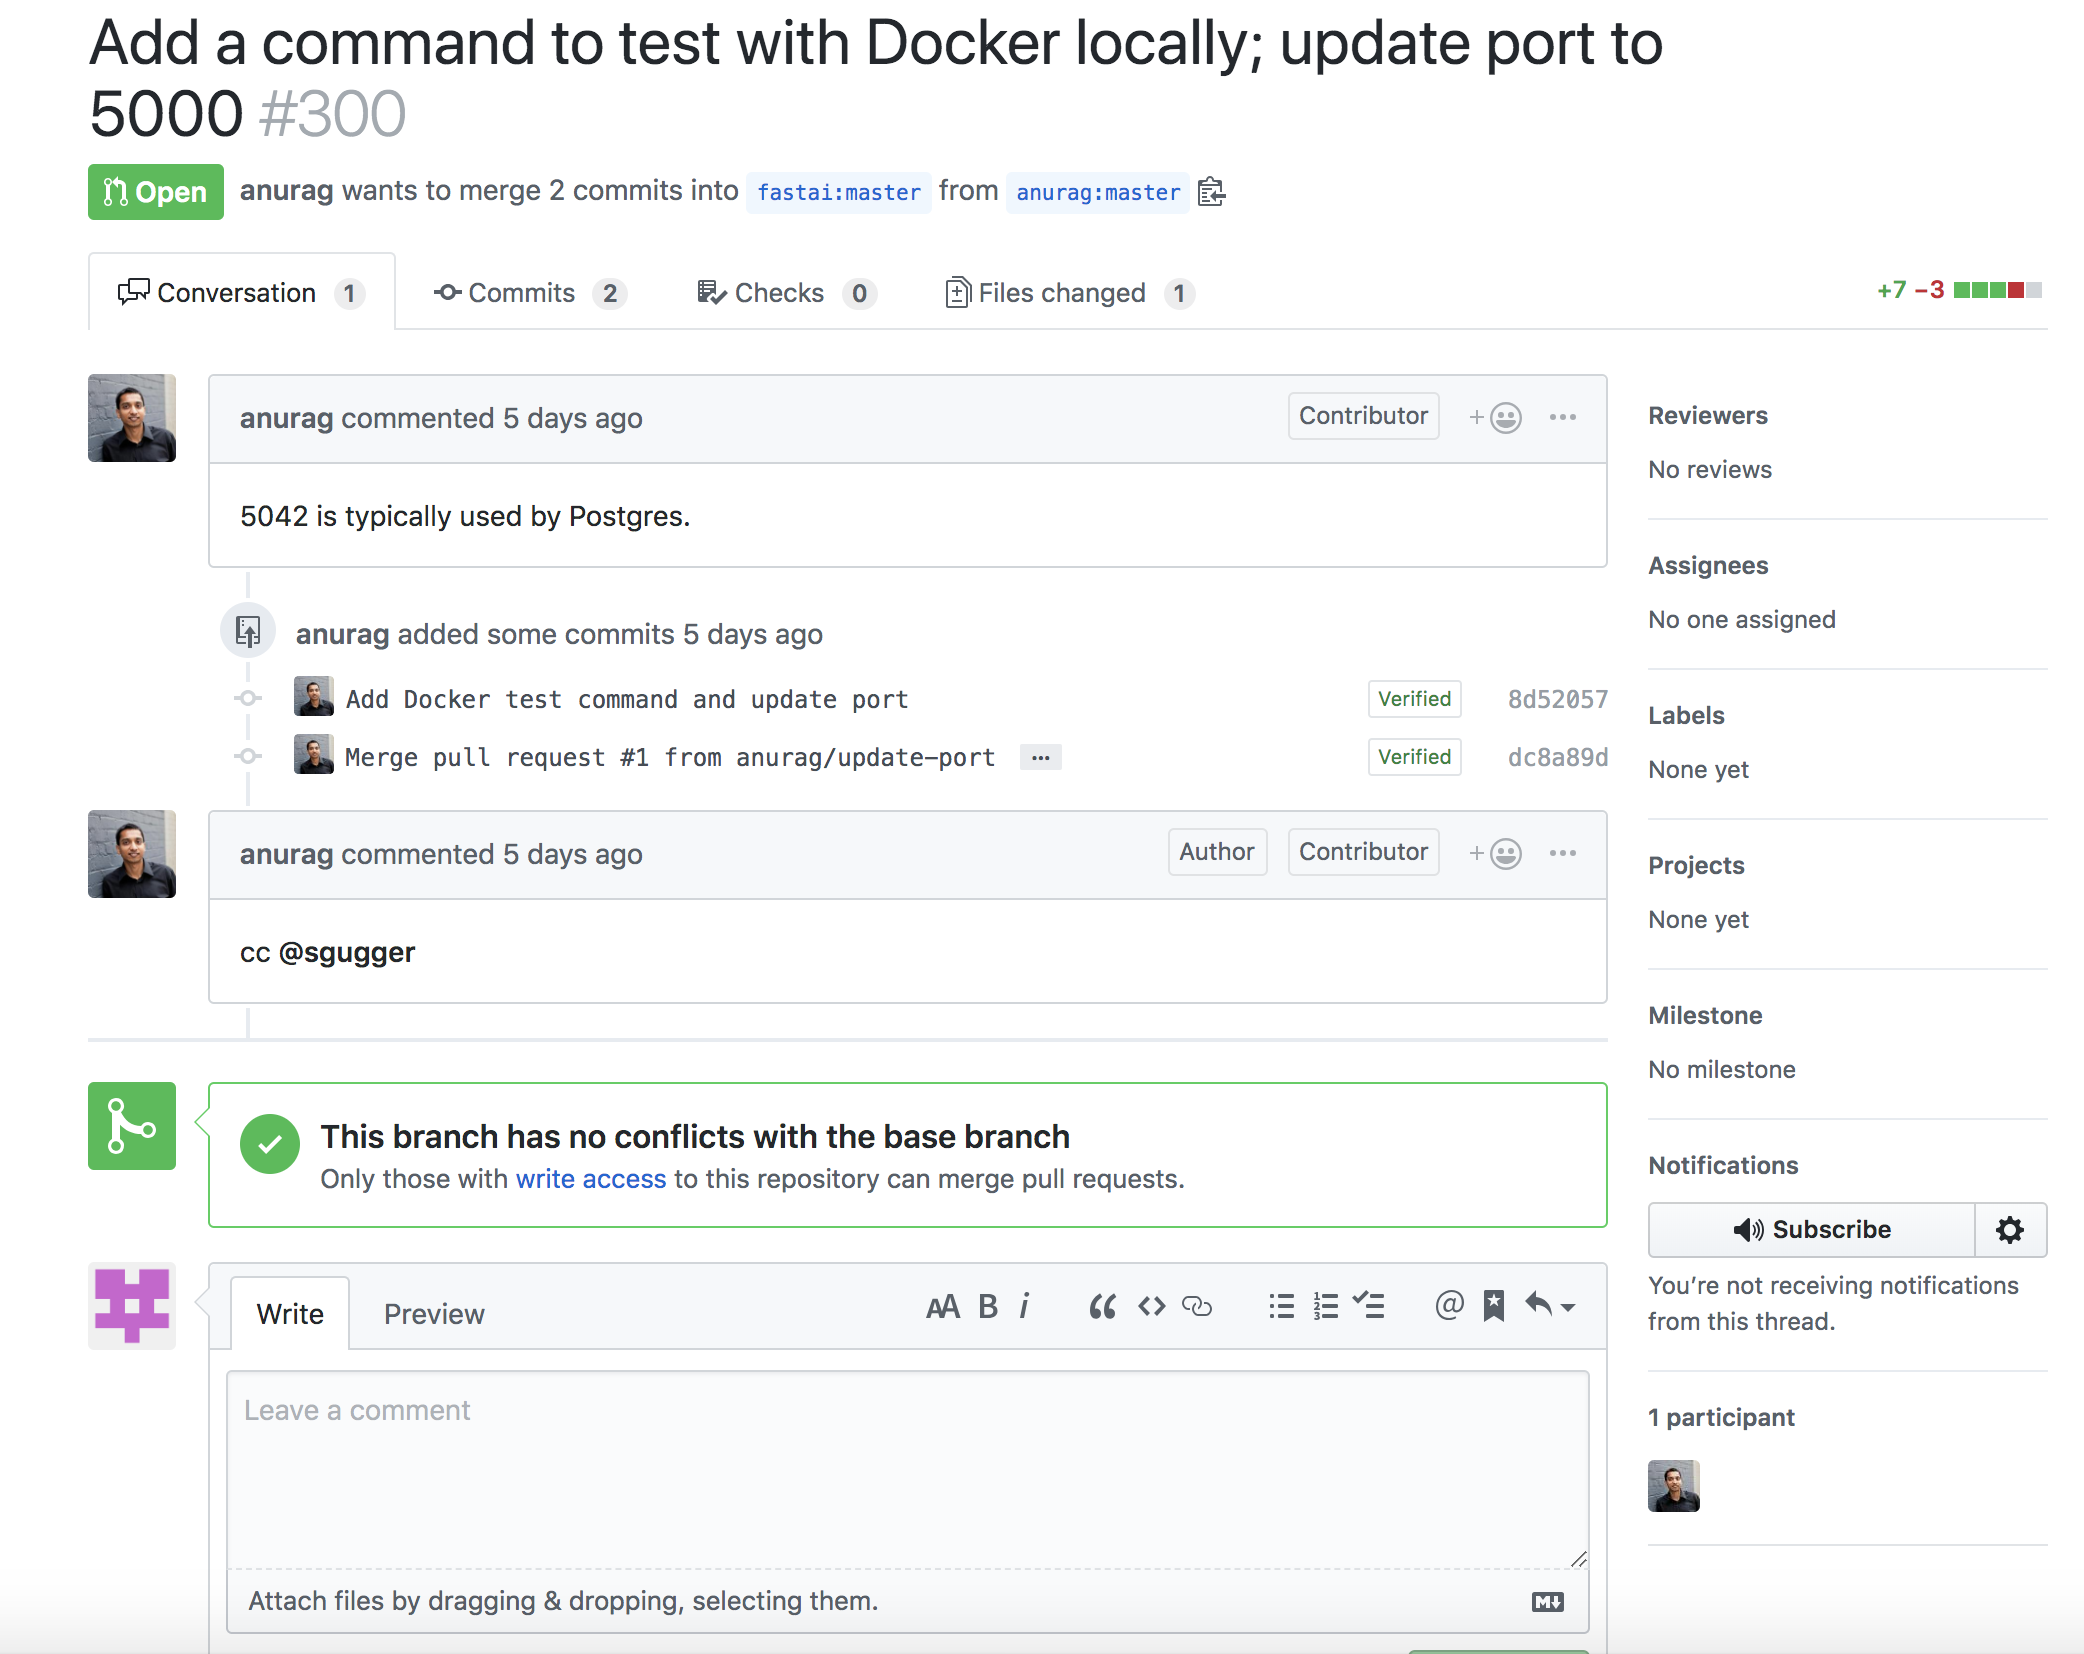 Add a command to test with Docker locally; update port to
5000 #300
Open anurag wants to merge 2 commits into fastai:master from anurag:master
Conversation 1 Commits 2 Checks 0 Files changed 1 +7 −3
anurag commented 5 days ago Contributor
5042 is typically used by Postgres.
anurag added some commits 5 days ago
Add Docker test command and update port Verified 8d52057
Merge pull request #1 from anurag/update-port … Verified dc8a89d
anurag commented 5 days ago Author Contributor
cc @sgugger
This branch has no conflicts with the base branch
Only those with write access to this repository can merge pull requests.
Write Preview
Leave a comment
Attach files by dragging & dropping, selecting them.
Reviewers
No reviews
Assignees
No one assigned
Labels
None yet
Projects
None yet
Milestone
No milestone
Notifications
Subscribe
You’re not receiving notifications
from this thread.
1 participant